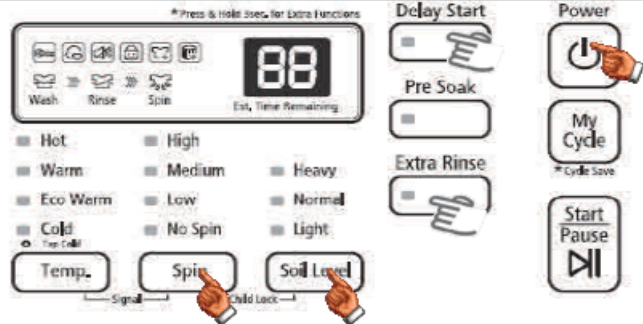 * Press & Hold 3sec. for Extra Functions
88
Wash Rinse Spin
Est. Time Remaining
Hot
Warm
Eco Warm
Cold
Tap Cold
High
Medium
Low
No Spin
Heavy
Normal
Light
Temp.
Spin
Soil Level
Signal
Child Lock
Delay Start
Pre Soak
Extra Rinse
Power
My
Cycle
* Cycle Save
Start
Pause